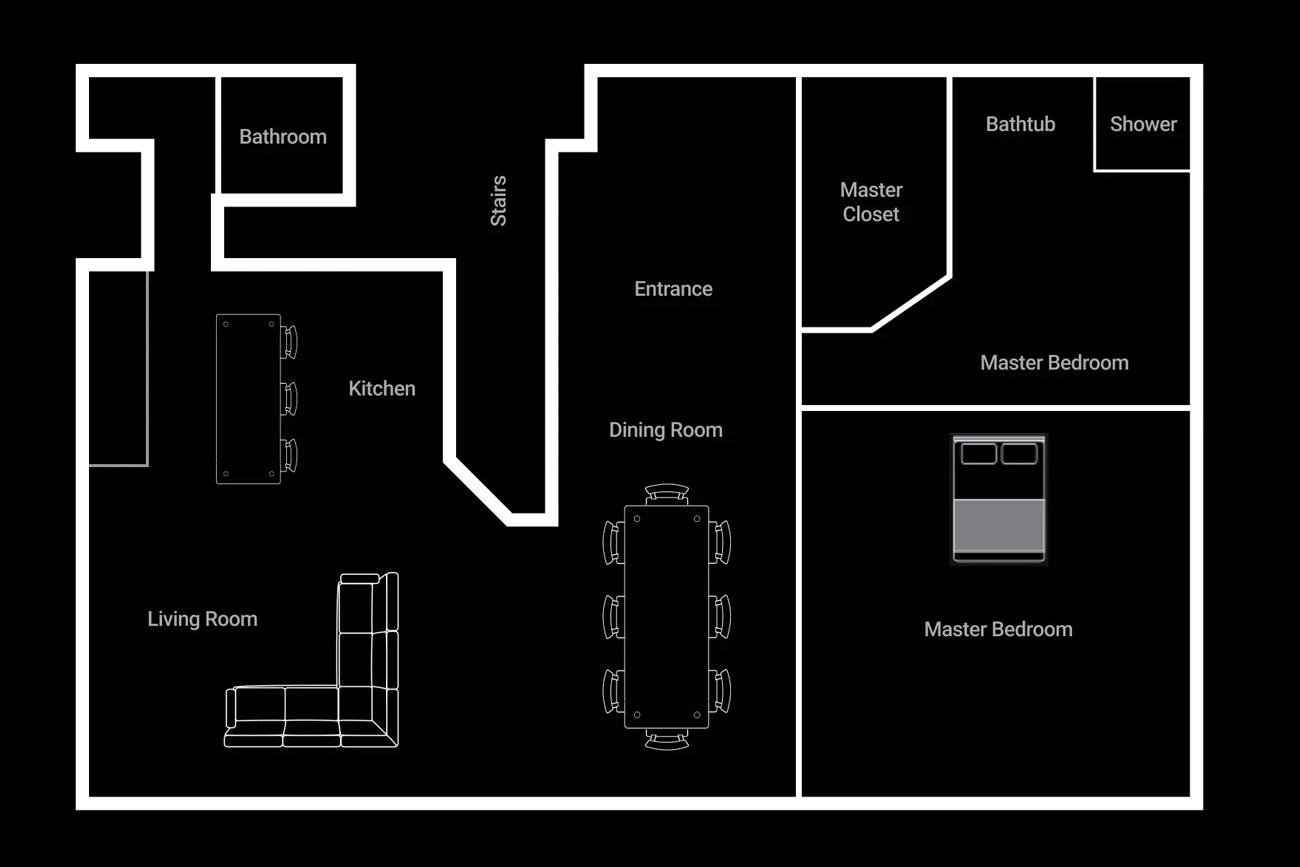 Bathroom
Stairs
Bathtub
Shower
Master
Closet
Entrance
Master Bedroom
Kitchen
Dining Room
Living Room
Master Bedroom